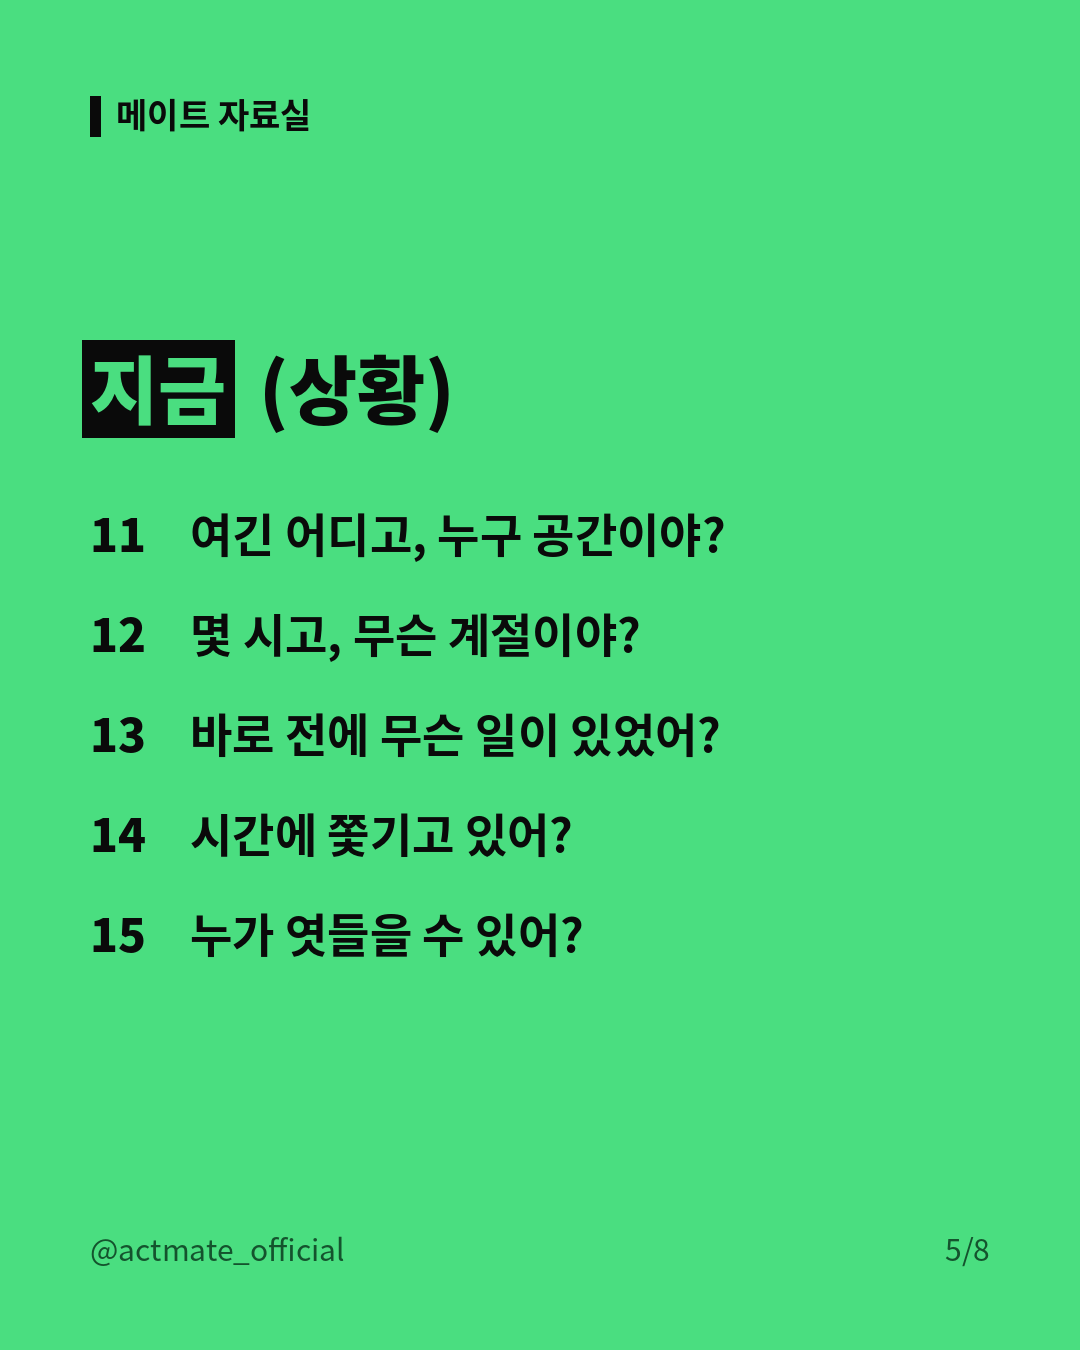 메이트 자료실
지금 (상황)
11 여긴 어디고, 누구 공간이야?
12 몇 시고, 무슨 계절이야?
13 바로 전에 무슨 일이 있었어?
14 시간에 쫓기고 있어?
15 누가 엿들을 수 있어?
@actmate_official 5/8